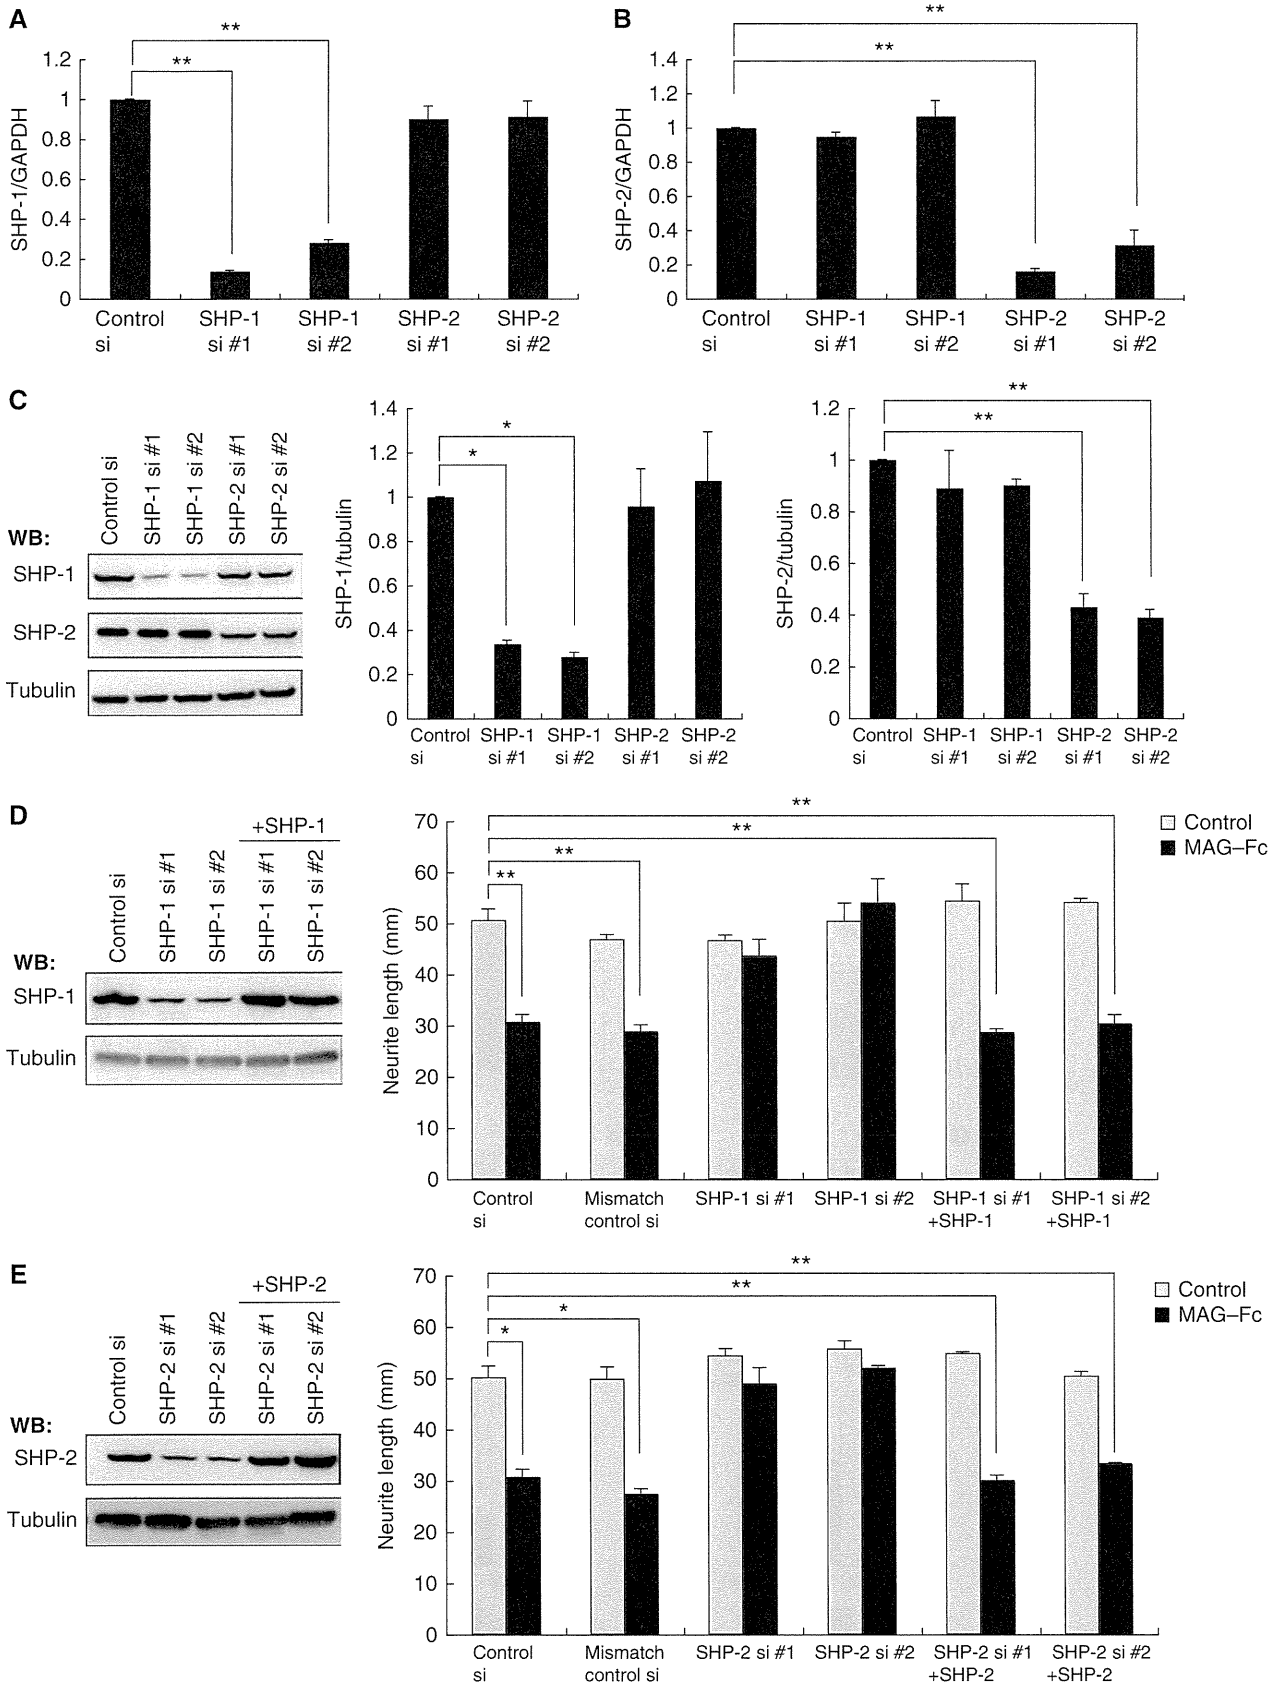 A
**
**
1.2
1
0.8
0.6
0.4
0.2
0
SHP-1/GAPDH
Control si
SHP-1 si #1
SHP-1 si #2
SHP-2 si #1
SHP-2 si #2
B
**
**
1.4
1.2
1
0.8
0.6
0.4
0.2
0
SHP-2/GAPDH
Control si
SHP-1 si #1
SHP-1 si #2
SHP-2 si #1
SHP-2 si #2
C
Control si
SHP-1 si #1
SHP-1 si #2
SHP-2 si #1
SHP-2 si #2
WB:
SHP-1
SHP-2
Tubulin
*
*
1.4
1.2
1
0.8
0.6
0.4
0.2
0
SHP-1/tubulin
Control si
SHP-1 si #1
SHP-1 si #2
SHP-2 si #1
SHP-2 si #2
**
**
1.2
1
0.8
0.6
0.4
0.2
0
SHP-2/tubulin
Control si
SHP-1 si #1
SHP-1 si #2
SHP-2 si #1
SHP-2 si #2
D
+SHP-1
Control si
SHP-1 si #1
SHP-1 si #2
SHP-1 si #1
SHP-1 si #2
WB:
SHP-1
Tubulin
**
**
**
**
70
60
50
40
30
20
10
0
Neurite length (mm)
Control
MAG–Fc
Control si
Mismatch control si
SHP-1 si #1
SHP-1 si #2
SHP-1 si #1 +SHP-1
SHP-1 si #2 +SHP-1
E
+SHP-2
Control si
SHP-2 si #1
SHP-2 si #2
SHP-2 si #1
SHP-2 si #2
WB:
SHP-2
Tubulin
**
**
*
*
70
60
50
40
30
20
10
0
Neurite length (mm)
Control
MAG–Fc
Control si
Mismatch control si
SHP-2 si #1
SHP-2 si #2
SHP-2 si #1 +SHP-2
SHP-2 si #2 +SHP-2